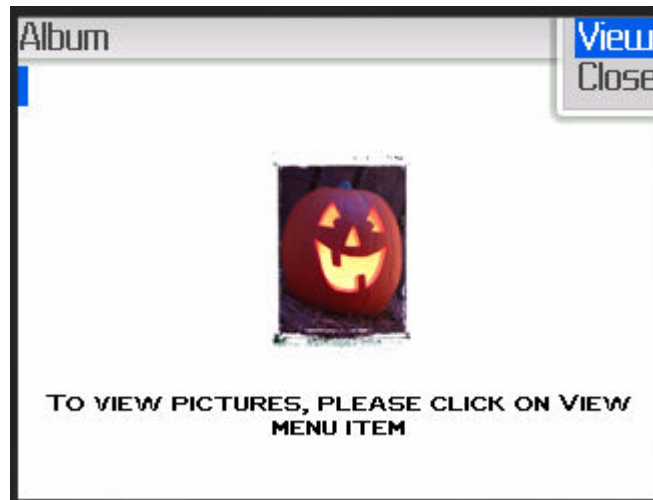 Album
View
Close
TO VIEW PICTURES, PLEASE CLICK ON VIEW
MENU ITEM